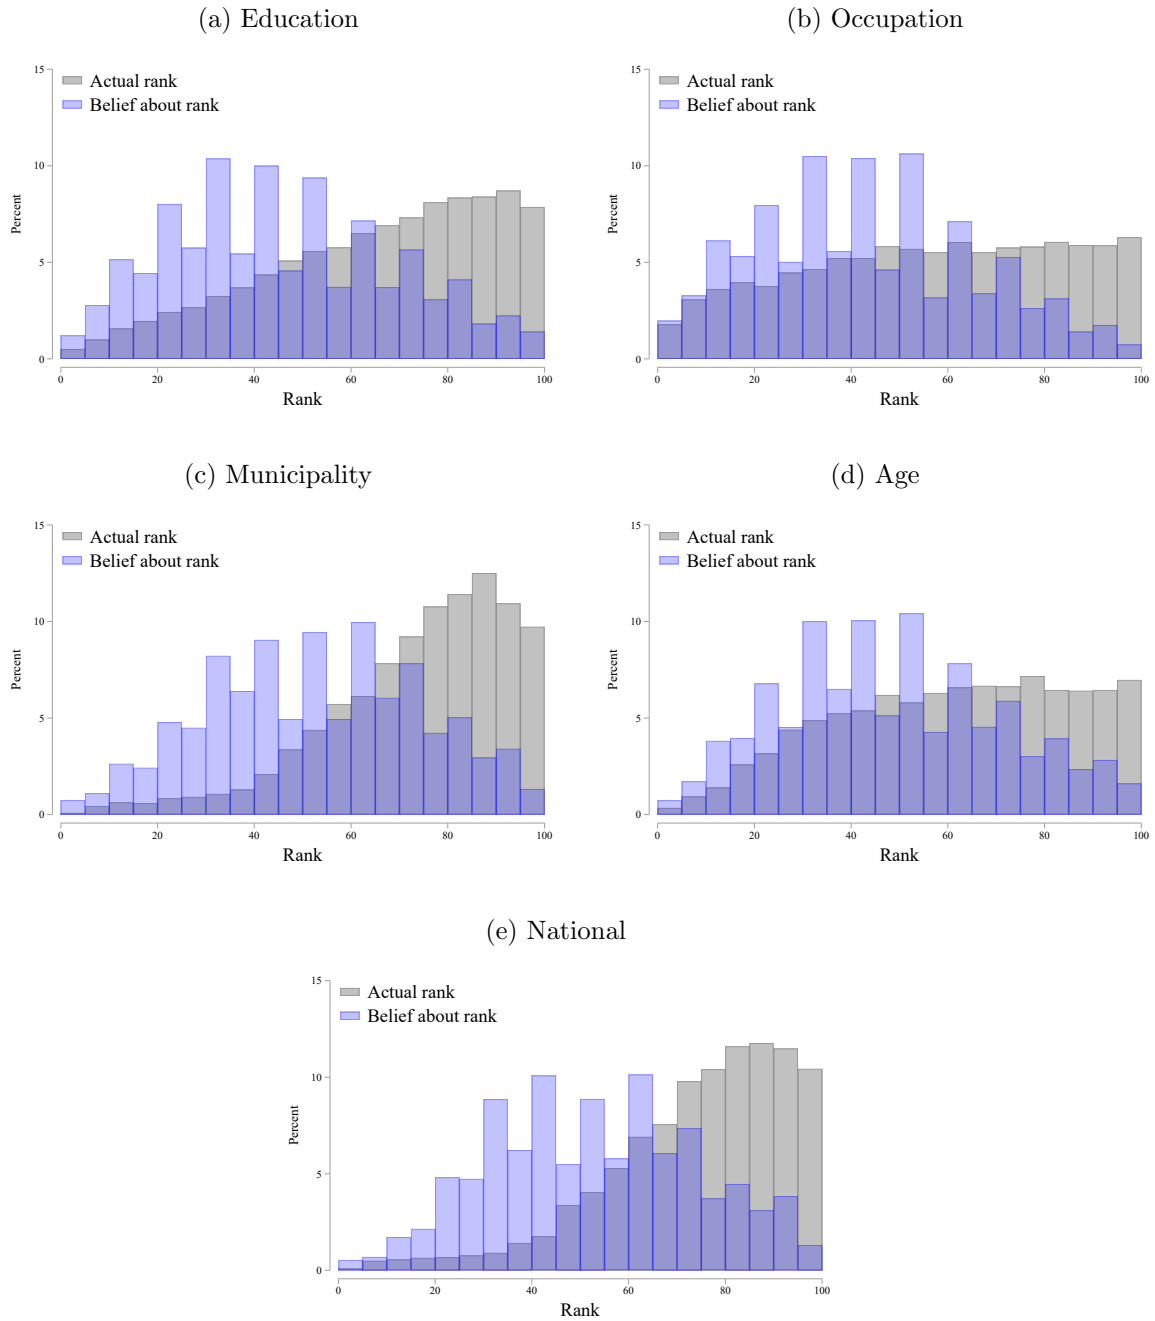 (a) Education
15
10
5
0
Percent
Actual rank
Belief about rank
0 20 40 60 80 100
Rank
(b) Occupation
15
10
5
0
Percent
Actual rank
Belief about rank
0 20 40 60 80 100
Rank
(c) Municipality
15
10
5
0
Percent
Actual rank
Belief about rank
0 20 40 60 80 100
Rank
(d) Age
15
10
5
0
Percent
Actual rank
Belief about rank
0 20 40 60 80 100
Rank
(e) National
15
10
5
0
Percent
Actual rank
Belief about rank
0 20 40 60 80 100
Rank